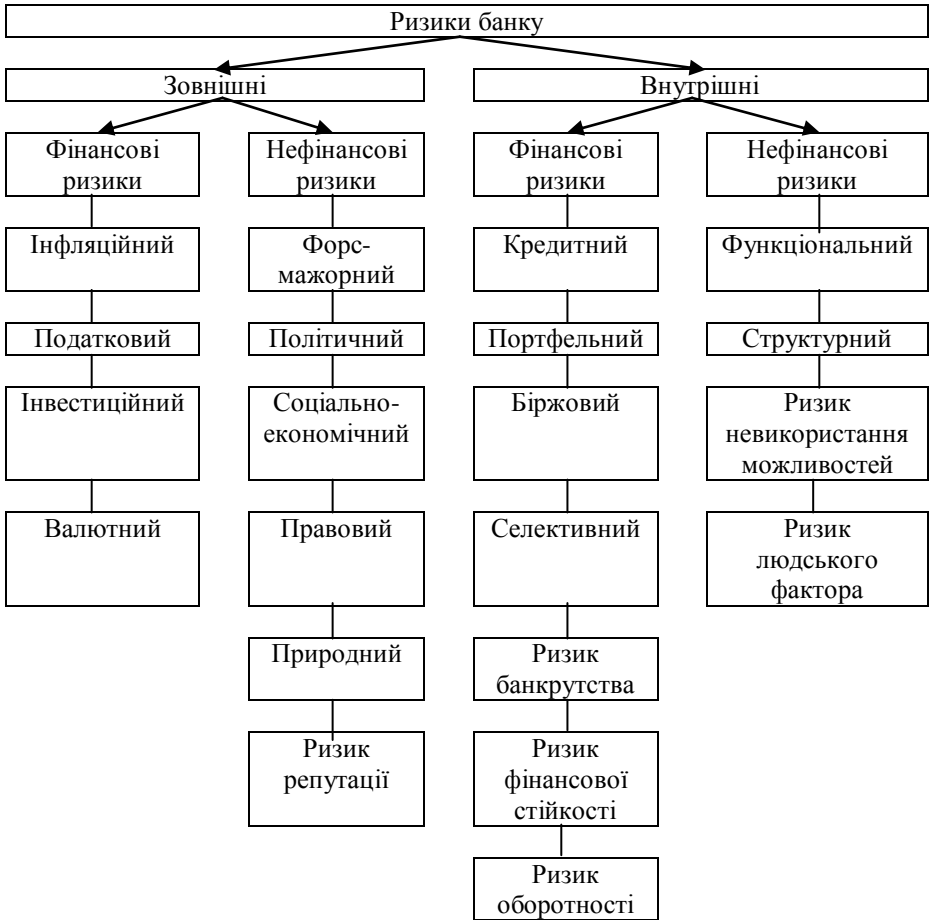 Ризики банку
Зовнішні
Внутрішні
Фінансові
ризики
Нефінансові
ризики
Фінансові
ризики
Нефінансові
ризики
Інфляційний
Форс-
мажорний
Кредитний
Функціональний
Податковий
Політичний
Портфельний
Структурний
Інвестиційний
Соціально-
економічний
Біржовий
Ризик
невикористання
можливостей
Валютний
Правовий
Селективний
Ризик
людського
фактора
Природний
Ризик
банкрутства
Ризик
репутації
Ризик
фінансової
стійкості
Ризик
оборотності